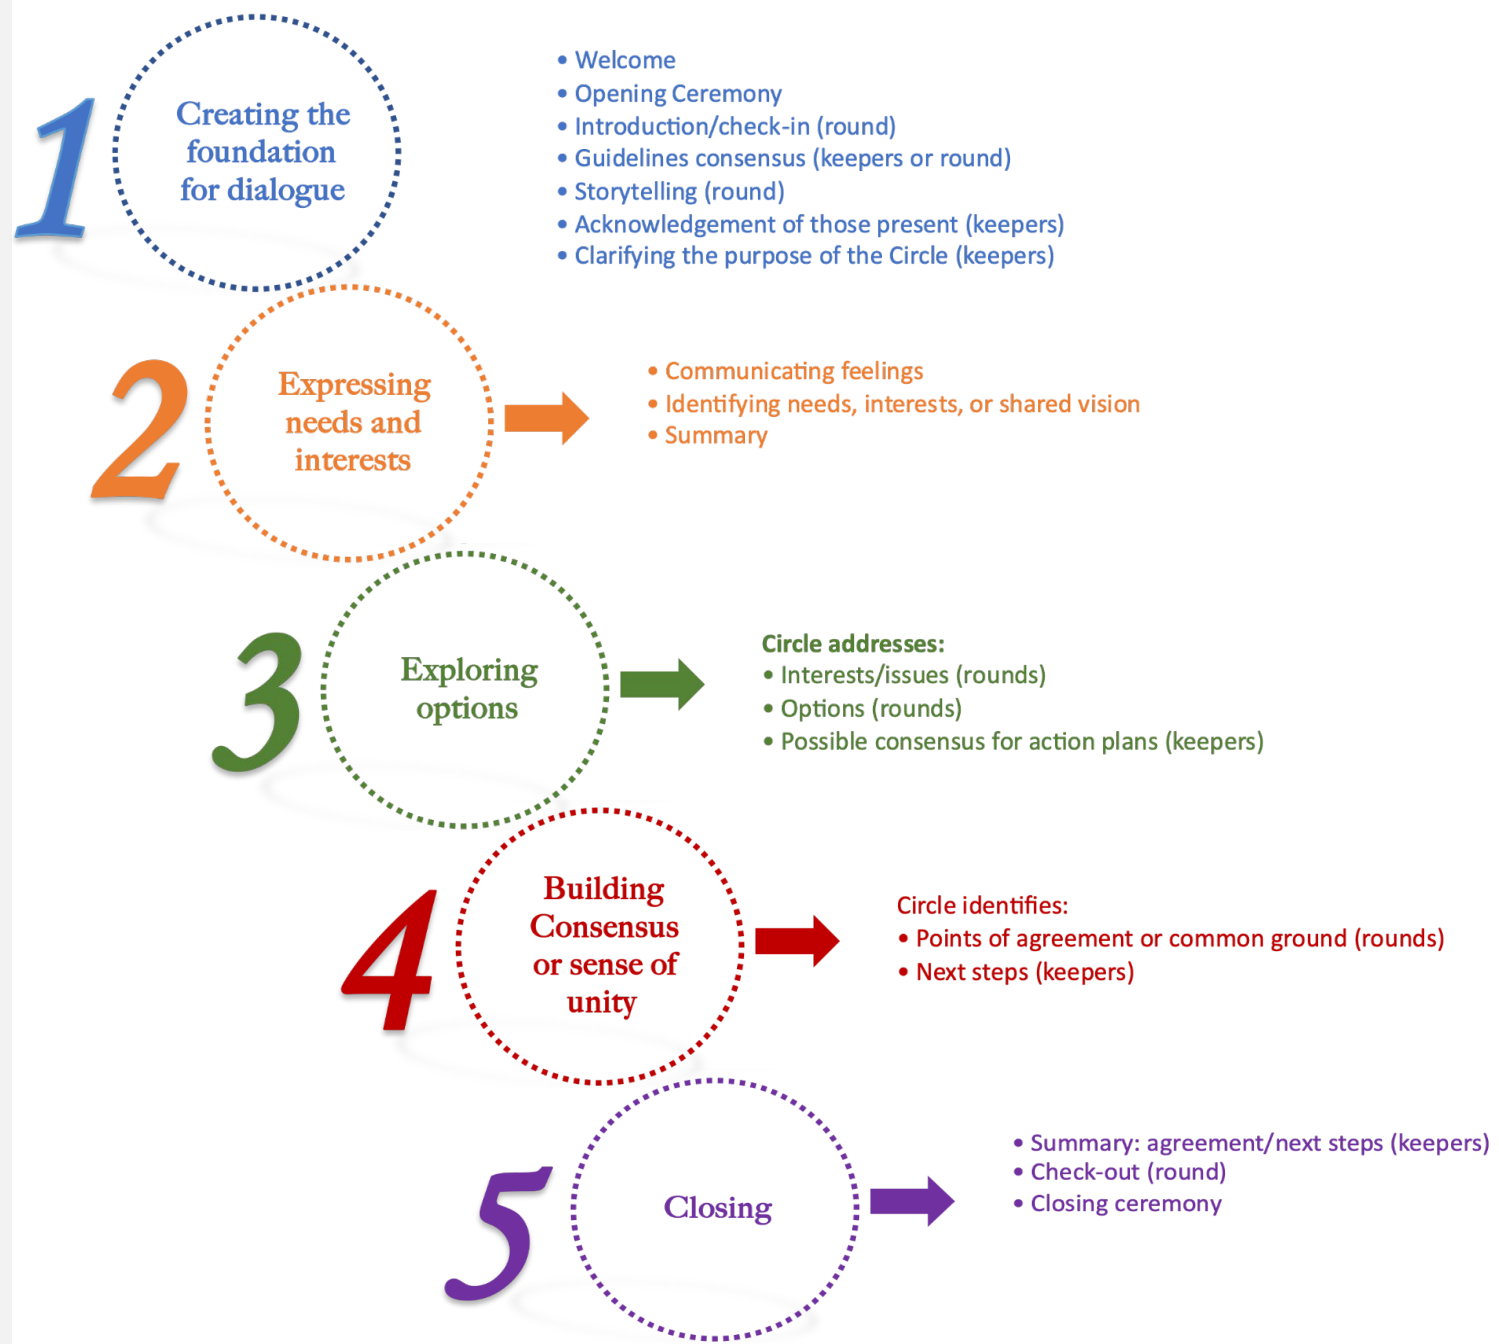 1
Creating the
foundation
for dialogue
• Welcome
• Opening Ceremony
• Introduction/check-in (round)
• Guidelines consensus (keepers or round)
• Storytelling (round)
• Acknowledgement of those present (keepers)
• Clarifying the purpose of the Circle (keepers)
2
Expressing
needs and
interests
• Communicating feelings
• Identifying needs, interests, or shared vision
• Summary
3
Exploring
options
Circle addresses:
• Interests/issues (rounds)
• Options (rounds)
• Possible consensus for action plans (keepers)
4
Building
Consensus
or sense of
unity
Circle identifies:
• Points of agreement or common ground (rounds)
• Next steps (keepers)
5
Closing
• Summary: agreement/next steps (keepers)
• Check-out (round)
• Closing ceremony